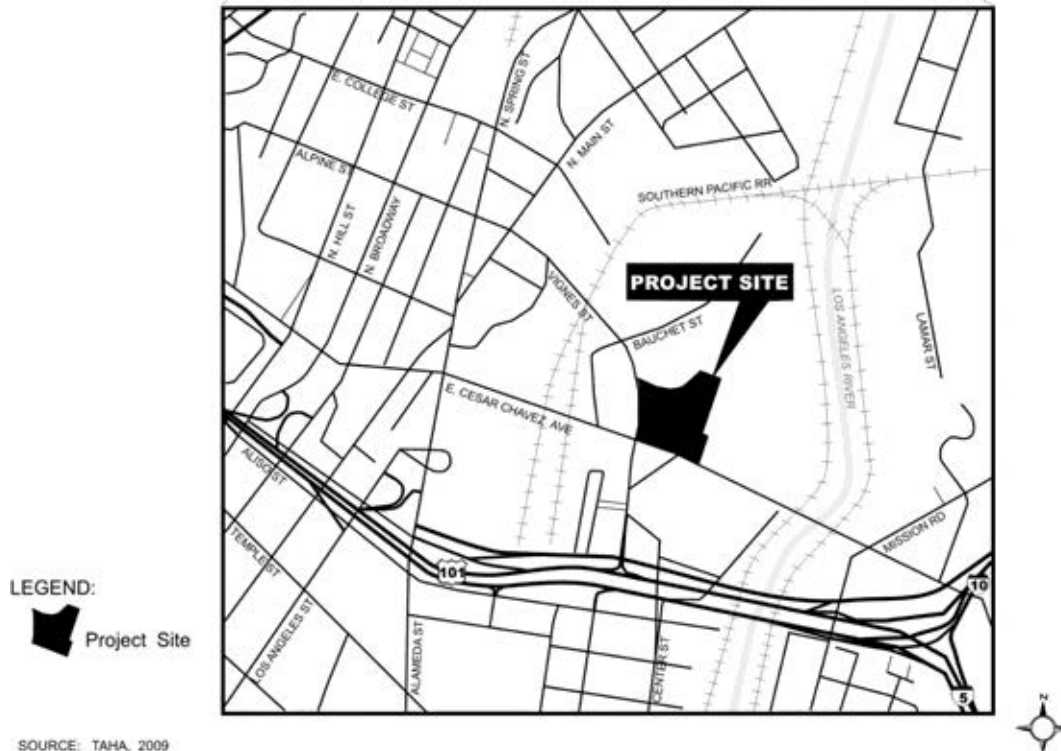 E. COLLEGE ST
N. SPRING ST
N. MAIN ST
ALPINE ST
SOUTHERN PACIFIC RR
N. HILL ST
N. BROADWAY
PROJECT SITE
VIGNES ST
BAUCHET ST
LOS ANGELES RIVER
LAMAR ST
E. CESAR CHAVEZ AVE
ALISO ST
MISSION RD
TEMPLE ST
101
10
LEGEND:
Project Site
LOS ANGELES ST
ALAMEDA ST
CENTER ST
5
N
SOURCE: TAHA, 2009